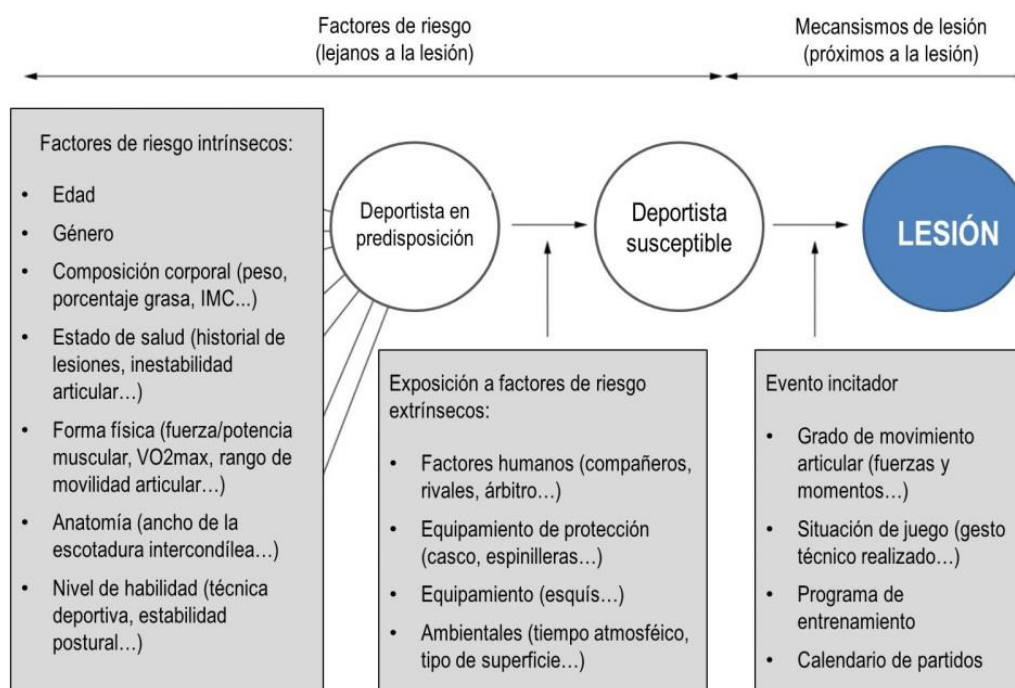 Factores de riesgo
(lejanos a la lesión)
Mecansismos de lesión
(próximos a la lesión)
Factores de riesgo intrínsecos:
• Edad
• Género
• Composición corporal (peso,
porcentaje grasa, IMC...)
• Estado de salud (historial de
lesiones, inestabilidad
articular…)
• Forma física (fuerza/potencia
muscular, VO2max, rango de
movilidad articular…)
• Anatomía (ancho de la
escotadura intercondílea…)
• Nivel de habilidad (técnica
deportiva, estabilidad
postural…)
Deportista en
predisposición
Deportista
susceptible
LESIÓN
Exposición a factores de riesgo
extrínsecos:
• Factores humanos (compañeros,
rivales, árbitro…)
• Equipamiento de protección
(casco, espinilleras…)
• Equipamiento (esquís…)
• Ambientales (tiempo atmosféico,
tipo de superficie…)
Evento incitador
• Grado de movimiento
articular (fuerzas y
momentos…)
• Situación de juego (gesto
técnico realizado…)
• Programa de
entrenamiento
• Calendario de partidos